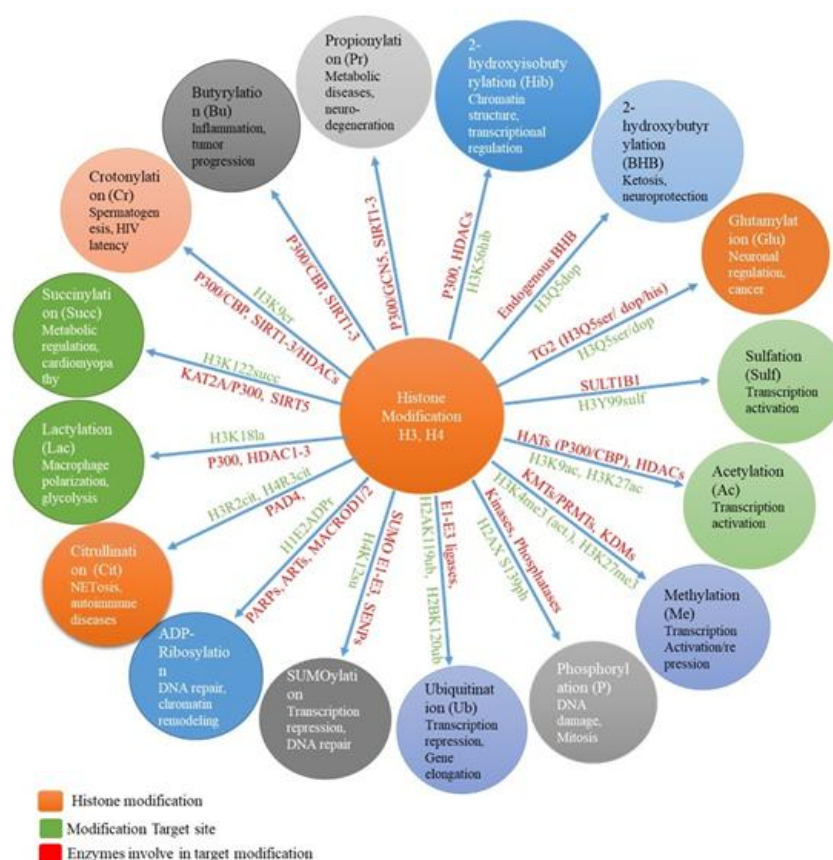 Propionylat
ion (Pr)
Metabolic
diseases,
neuro-
degeneration
2-
hydroxyisobut
yrylation (Hib)
Chromatin
structure,
transcriptional
regulation
2-
hydroxybutyr
ylation
(BHB)
Ketosis,
neuroprotection
Glutamylat
ion (Glu)
Neuronal
regulation,
cancer
Sulfation
(Sulf)
Transcription
activation
Acetylation
(Ac)
Transcription
activation
Methylation
(Me)
Transcription
Activation/re
pression
Phosphoryl
ation (P)
DNA
damage,
Mitosis
Ubiquitinat
ion (Ub)
Transcription
repression,
Gene
elongation
SUMOylat
ion
Transcription
repression,
DNA repair
ADP-
Ribosylatio
n
DNA repair,
chromatin
remodeling
Citrullinati
on (Cit)
NETosis,
autoimmune
diseases
Lactylation
(Lac)
Macrophage
polarization,
glycolysis
Succinylati
on (Succ)
Metabolic
regulation,
cardiomyopa
thy
Crotonylati
on (Cr)
Spermatogen
esis, HIV
latency
Butyrylatio
n (Bu)
Inflammation,
tumor
progression
P300/GCN5, SIRT1-3
P300, HDACs
H3K56hib
Endogenous BHB
H3Q5dop
TG2 (H3Q5ser/ dop/his)
H3Q5ser/dop
SULT1B1
H3Y99sulf
HATs (P300/CBP), HDACs
H3K9ac, H3K27ac
KMTs/PRMTs, KDMs
H3K4me3 (act.), H3K27me3
Kinases, Phosphatases
H2AX S139ph
E1-E3 ligases,
H2AK119ub, H2BK120ub
SUMO E1-E3, SENPs
H4K12su
H1E2ADPr
PARPs, ARTs, MACROD1/2
H3R2cit, H4R3cit
PAD4,
H3K18la
P300, HDAC1-3
H3K122succ
KAT2A/P300, SIRT5
H3K9cr
P300/CBP, SIRT1-3/HDACs
P300/CBP, SIRT1-3
Histone
Modification
H3, H4
Histone modification
Modification Target site
Enzymes involve in target modification